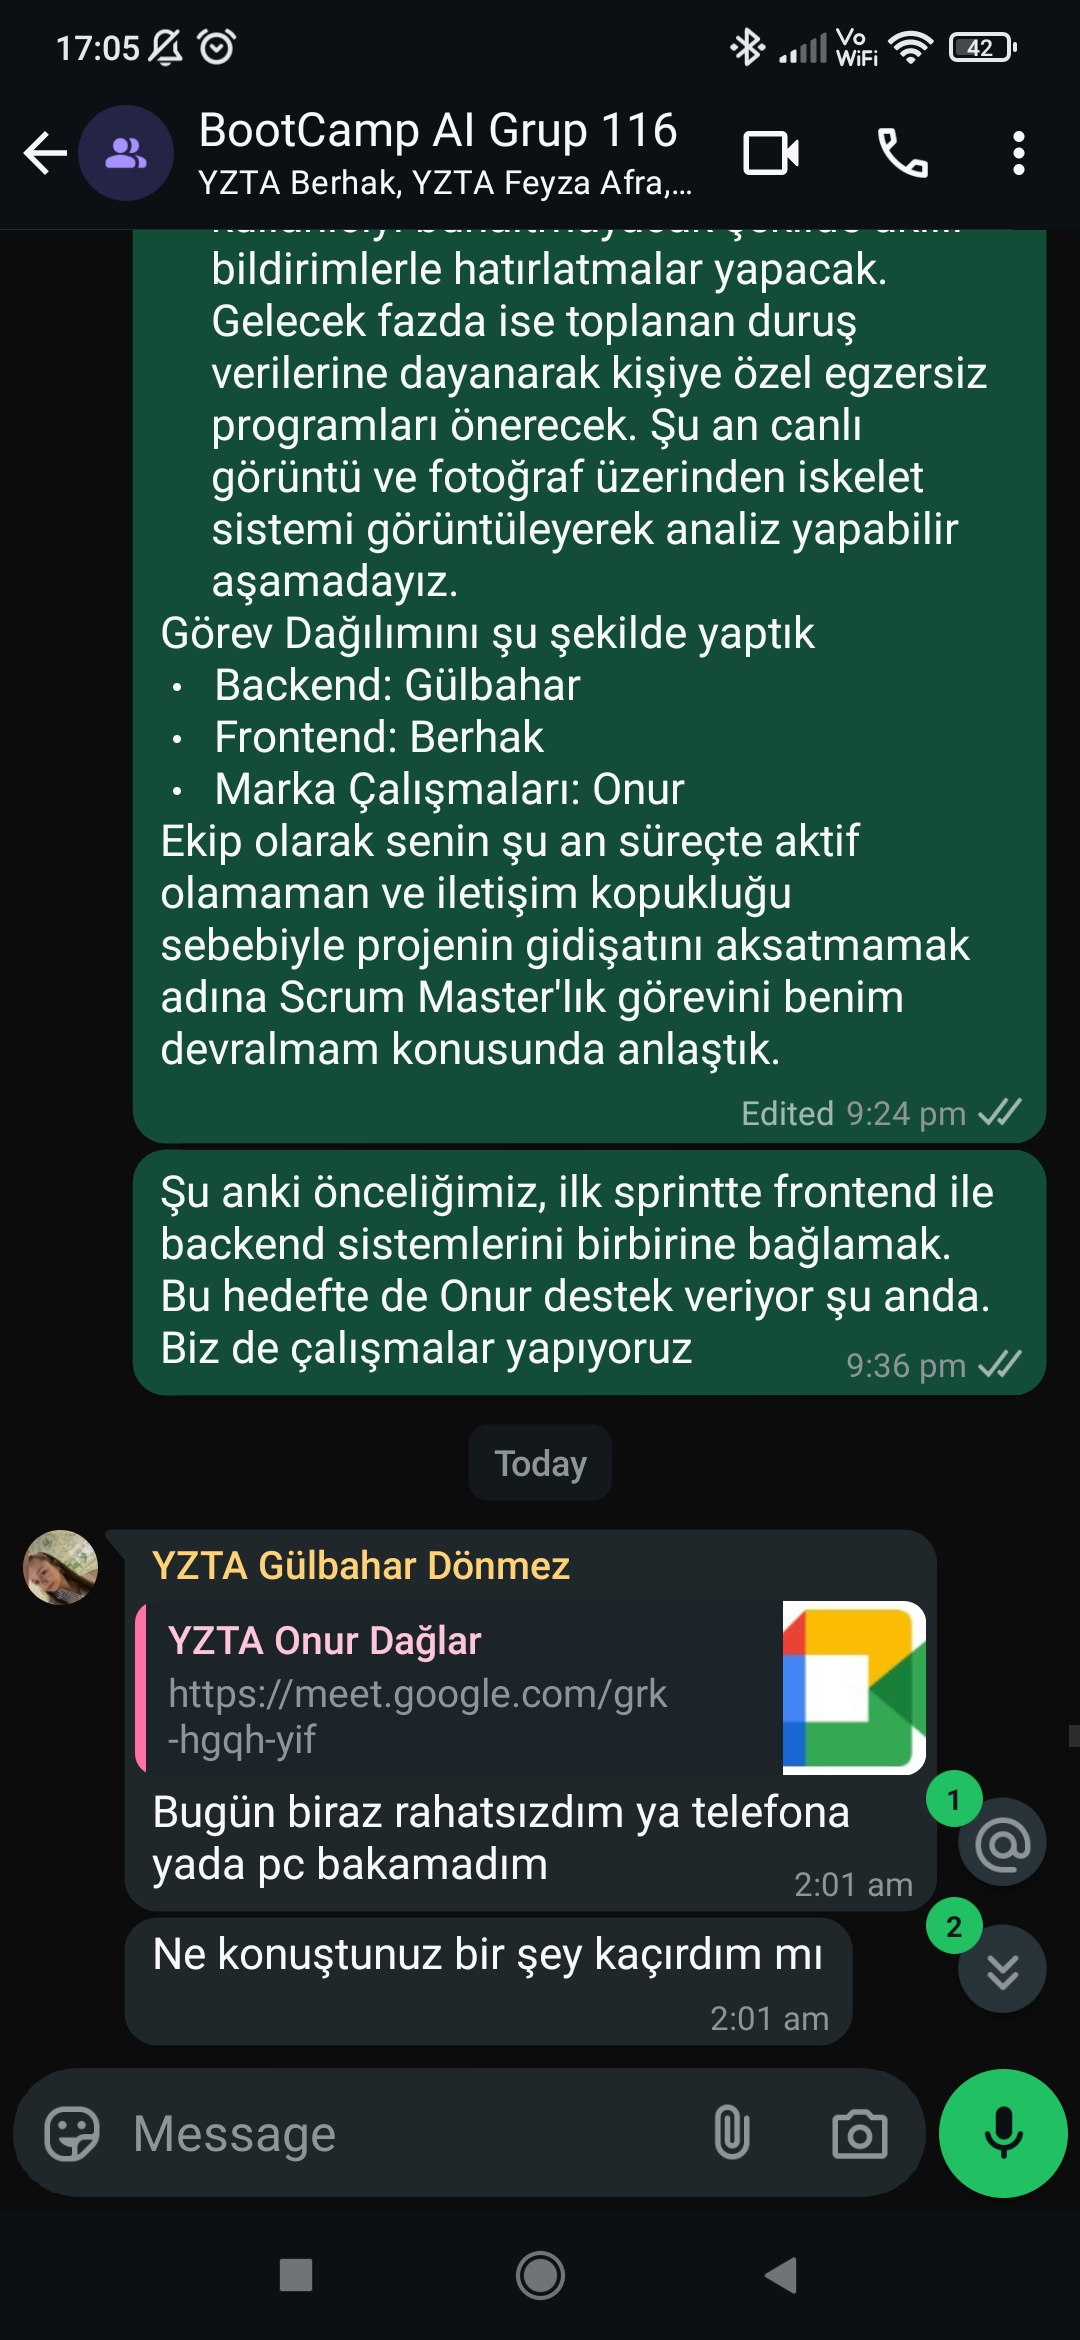 17:05
Vo
WiFi
42
BootCamp AI Grup 116
YZTA Berhak, YZTA Feyza Afra,...
bildirimlerle hatırlatmalar yapacak.
Gelecek fazda ise toplanan duruş
verilerine dayanarak kişiye özel egzersiz
programları önerecek. Şu an canlı
görüntü ve fotoğraf üzerinden iskelet
sistemi görüntüleyerek analiz yapabilir
aşamadayız.
Görev Dağılımını şu şekilde yaptık
• Backend: Gülbahar
• Frontend: Berhak
• Marka Çalışmaları: Onur
Ekip olarak senin şu an süreçte aktif
olamaman ve iletişim kopukluğu
sebebiyle projenin gidişatını aksatmamak
adına Scrum Master'lık görevini benim
devralmam konusunda anlaştık.
Edited 9:24 pm
Şu anki önceliğimiz, ilk sprintte frontend ile
backend sistemlerini birbirine bağlamak.
Bu hedefte de Onur destek veriyor şu anda.
Biz de çalışmalar yapıyoruz
9:36 pm
Today
YZTA Gülbahar Dönmez
YZTA Onur Dağlar
https://meet.google.com/grk
-hgqh-yif
Bugün biraz rahatsızdım ya telefona
yada pc bakamadım
2:01 am
1
@
2
Ne konuştunuz bir şey kaçırdım mı
2:01 am
Message